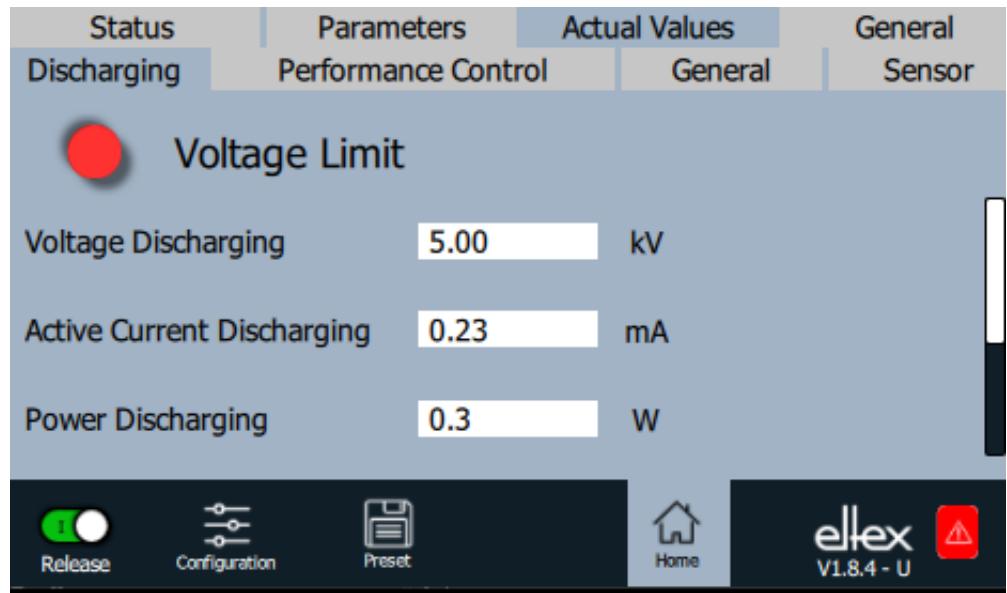 Status Parameters Actual Values General
Discharging Performance Control General Sensor
Voltage Limit
Voltage Discharging 5.00 kV
Active Current Discharging 0.23 mA
Power Discharging 0.3 W
I
Release Configuration Preset Home eltex
V1.8.4 - U